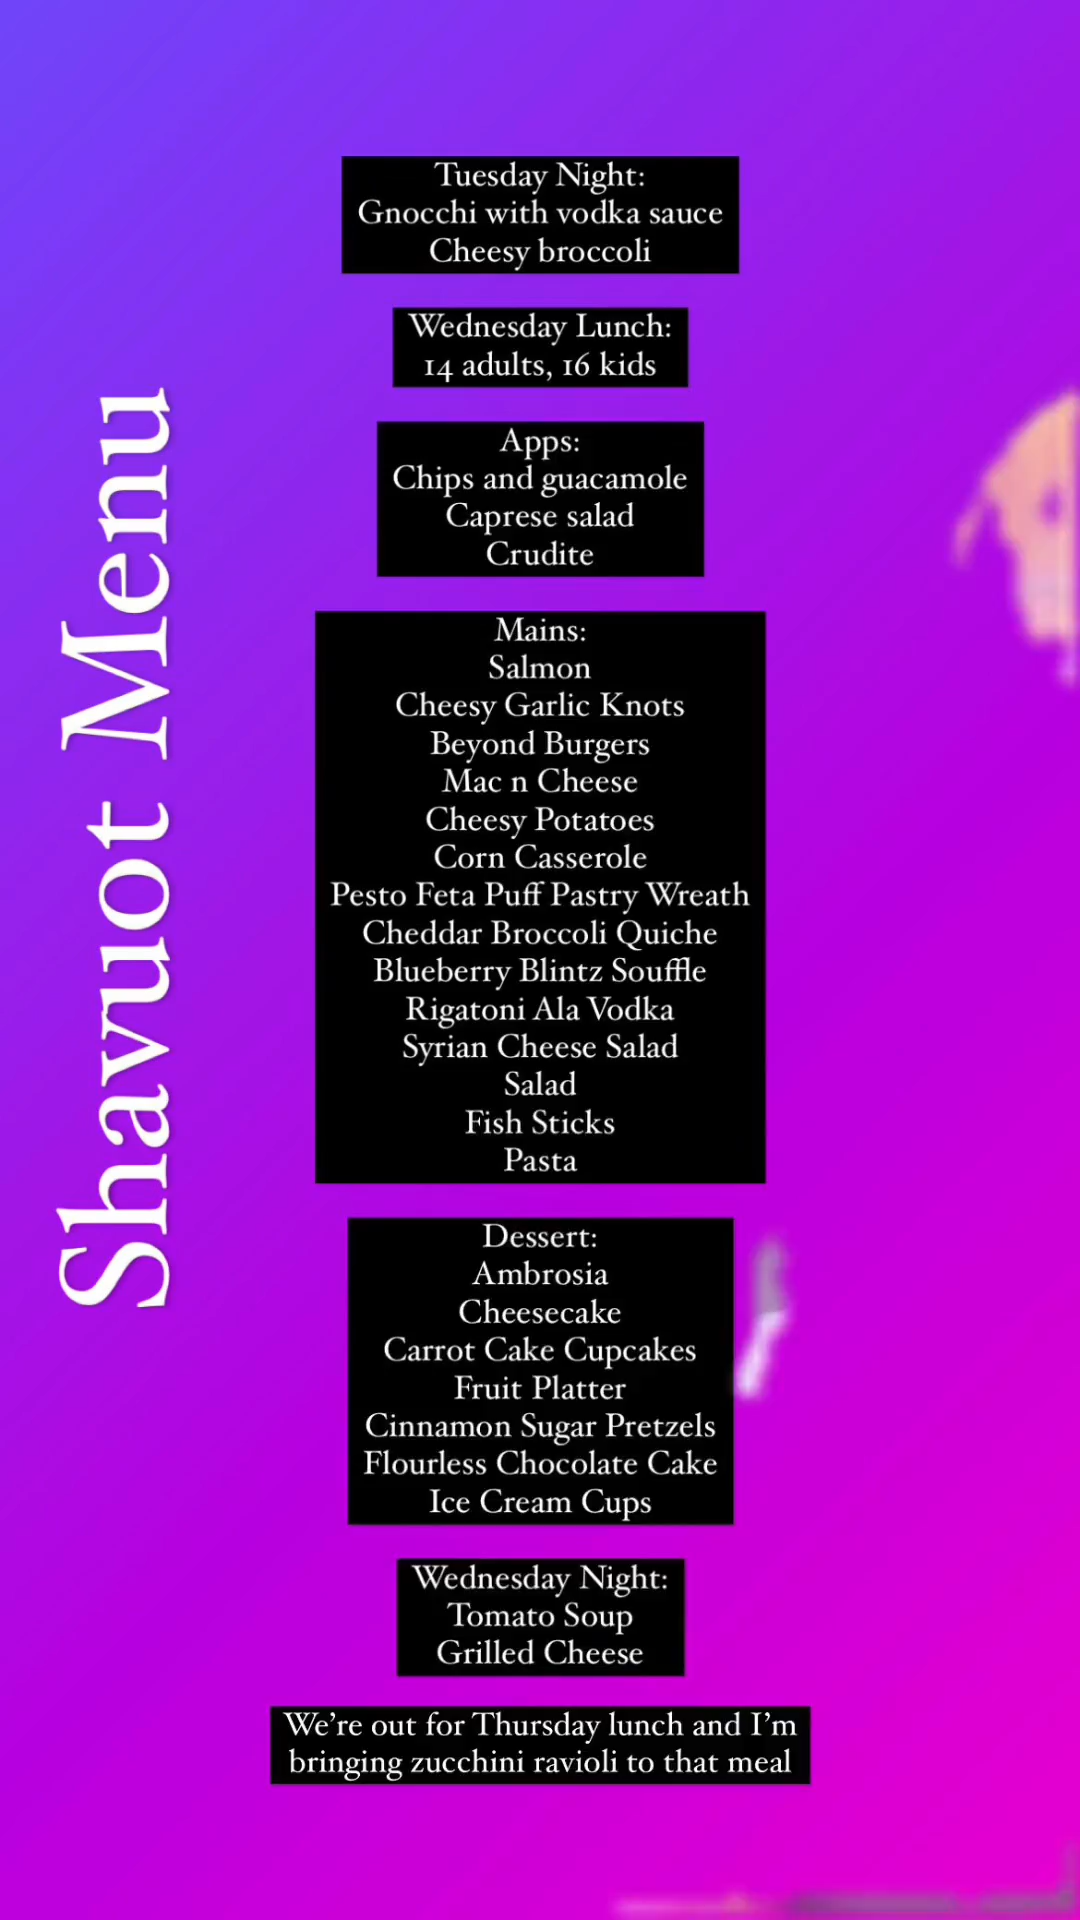 Shavuot Menu
Tuesday Night:
Gnocchi with vodka sauce
Cheesy broccoli
Wednesday Lunch:
14 adults, 16 kids
Apps:
Chips and guacamole
Caprese salad
Crudite
Mains:
Salmon
Cheesy Garlic Knots
Beyond Burgers
Mac n Cheese
Cheesy Potatoes
Corn Casserole
Pesto Feta Puff Pastry Wreath
Cheddar Broccoli Quiche
Blueberry Blintz Souffle
Rigatoni Ala Vodka
Syrian Cheese Salad
Salad
Fish Sticks
Pasta
Dessert:
Ambrosia
Cheesecake
Carrot Cake Cupcakes
Fruit Platter
Cinnamon Sugar Pretzels
Flourless Chocolate Cake
Ice Cream Cups
Wednesday Night:
Tomato Soup
Grilled Cheese
We're out for Thursday lunch and I'm
bringing zucchini ravioli to that meal